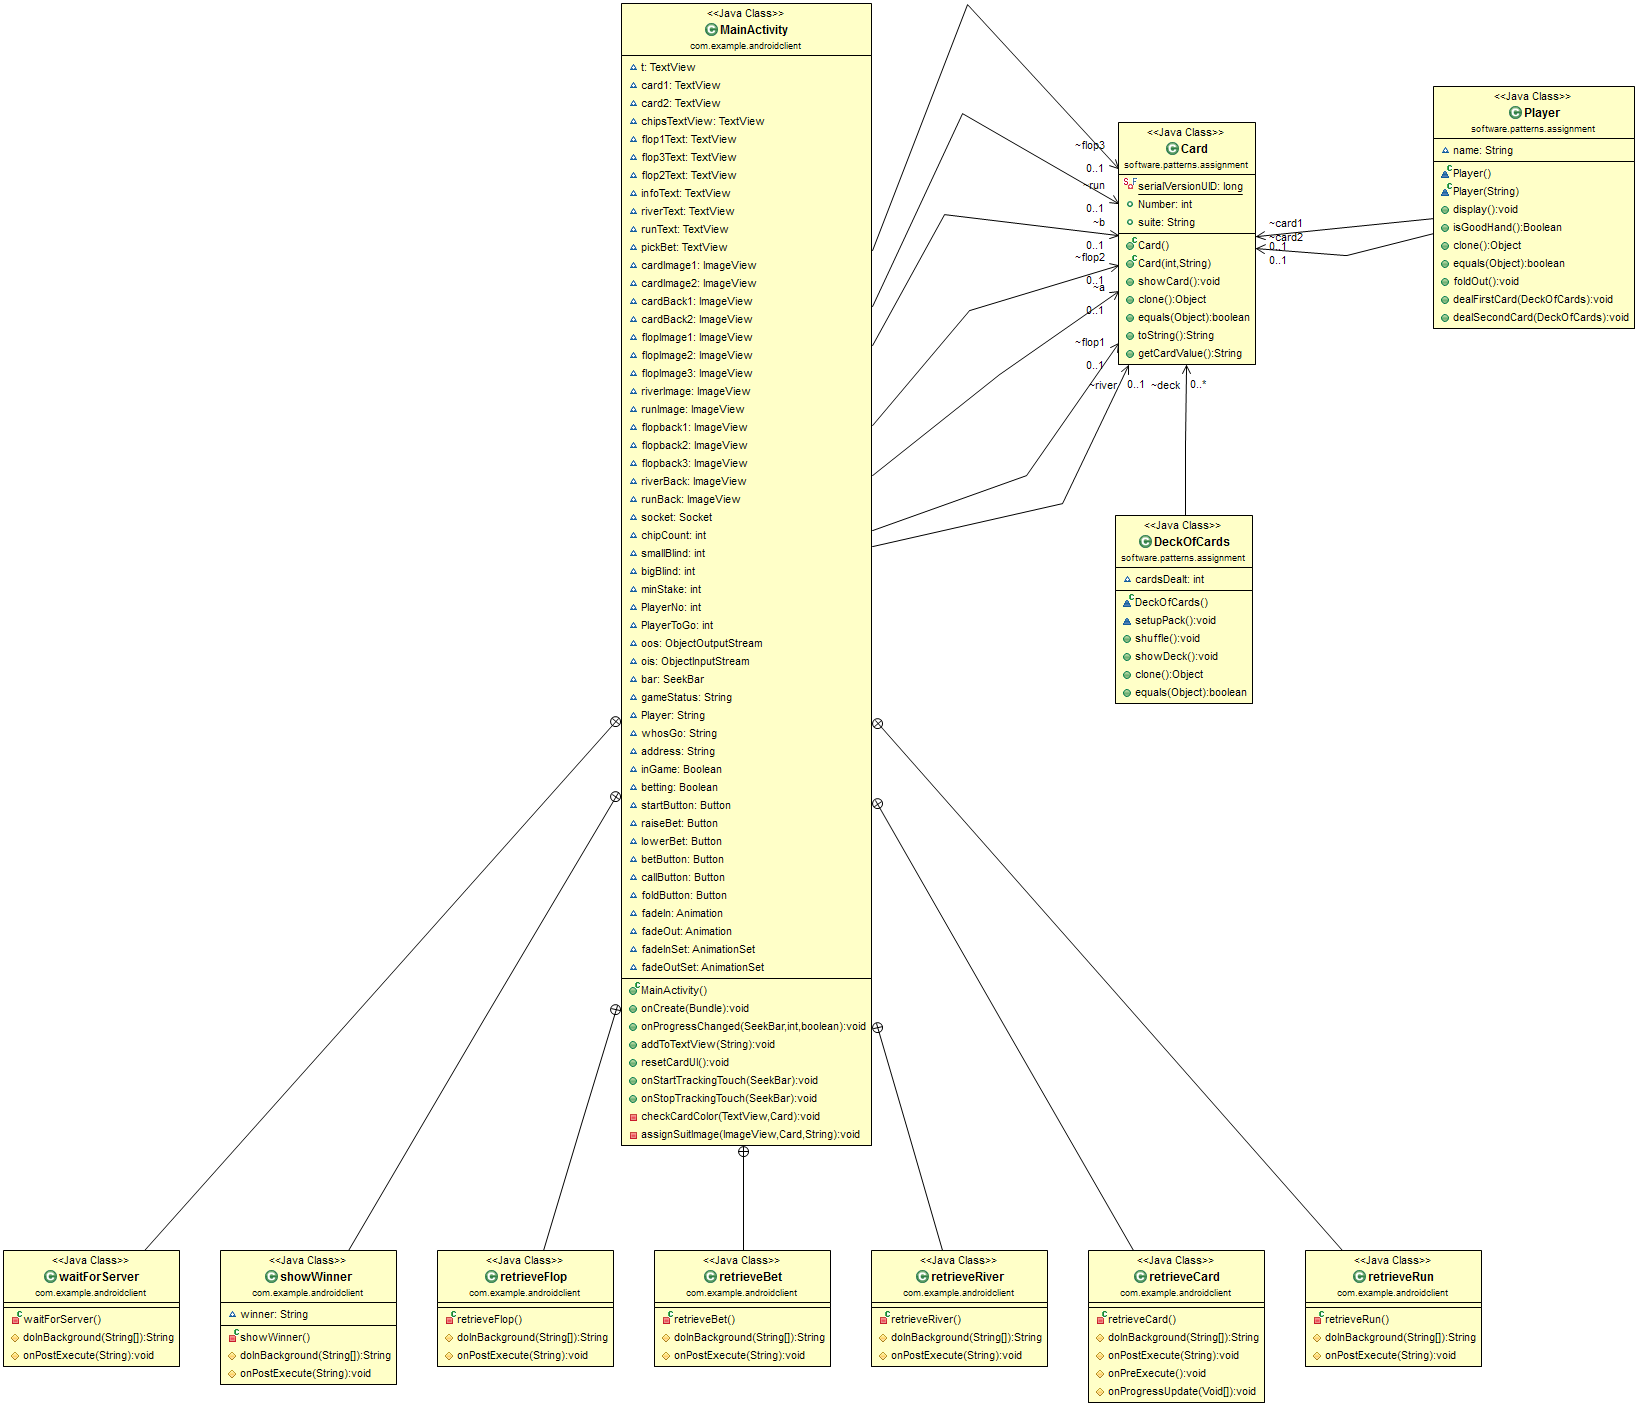 <<Java Class>>
MainActivity
com.example.androidclient
t: TextView
card1: TextView
card2: TextView
chipsTextView: TextView
flop1Text: TextView
flop3Text: TextView
flop2Text: TextView
infoText: TextView
riverText: TextView
runText: TextView
pickBet: TextView
cardImage1: ImageView
cardImage2: ImageView
cardBack1: ImageView
cardBack2: ImageView
flopImage1: ImageView
flopImage2: ImageView
flopImage3: ImageView
riverImage: ImageView
runImage: ImageView
flopback1: ImageView
flopback2: ImageView
flopback3: ImageView
riverBack: ImageView
runBack: ImageView
socket: Socket
chipCount: int
smallBlind: int
bigBlind: int
minStake: int
PlayerNo: int
PlayerToGo: int
oos: ObjectOutputStream
ois: ObjectInputStream
bar: SeekBar
gameStatus: String
Player: String
whosGo: String
address: String
inGame: Boolean
betting: Boolean
startButton: Button
raiseBet: Button
lowerBet: Button
betButton: Button
callButton: Button
foldButton: Button
fadeIn: Animation
fadeOut: Animation
fadeInSet: AnimationSet
fadeOutSet: AnimationSet
MainActivity()
onCreate(Bundle):void
onProgressChanged(SeekBar,int,boolean):void
addToTextView(String):void
resetCardUI():void
onStartTrackingTouch(SeekBar):void
onStopTrackingTouch(SeekBar):void
checkCardColor(TextView,Card):void
assignSuitImage(ImageView,Card,String):void
~flop3
0..1
~run
0..1
~b
0..1
~flop2
0..1
~a
0..1
~flop1
0..1
~river
0..1
~deck
0..*
<<Java Class>>
Card
software.patterns.assignment
serialVersionUID: long
Number: int
suite: String
Card()
Card(int,String)
showCard():void
clone():Object
equals(Object):boolean
toString():String
getCardValue():String
~card1
~card2
0..1
0..1
<<Java Class>>
Player
software.patterns.assignment
name: String
Player()
Player(String)
display():void
isGoodHand():Boolean
clone():Object
equals(Object):boolean
foldOut():void
dealFirstCard(DeckOfCards):void
dealSecondCard(DeckOfCards):void
<<Java Class>>
DeckOfCards
software.patterns.assignment
cardsDealt: int
DeckOfCards()
setupPack():void
shuffle():void
showDeck():void
clone():Object
equals(Object):boolean
<<Java Class>>
waitForServer
com.example.androidclient
waitForServer()
doInBackground(String[]):String
onPostExecute(String):void
<<Java Class>>
showWinner
com.example.androidclient
winner: String
showWinner()
doInBackground(String[]):String
onPostExecute(String):void
<<Java Class>>
retrieveFlop
com.example.androidclient
retrieveFlop()
doInBackground(String[]):String
onPostExecute(String):void
<<Java Class>>
retrieveBet
com.example.androidclient
retrieveBet()
doInBackground(String[]):String
onPostExecute(String):void
<<Java Class>>
retrieveRiver
com.example.androidclient
retrieveRiver()
doInBackground(String[]):String
onPostExecute(String):void
<<Java Class>>
retrieveCard
com.example.androidclient
retrieveCard()
doInBackground(String[]):String
onPostExecute(String):void
onPreExecute():void
onProgressUpdate(Void[]):void
<<Java Class>>
retrieveRun
com.example.androidclient
retrieveRun()
doInBackground(String[]):String
onPostExecute(String):void